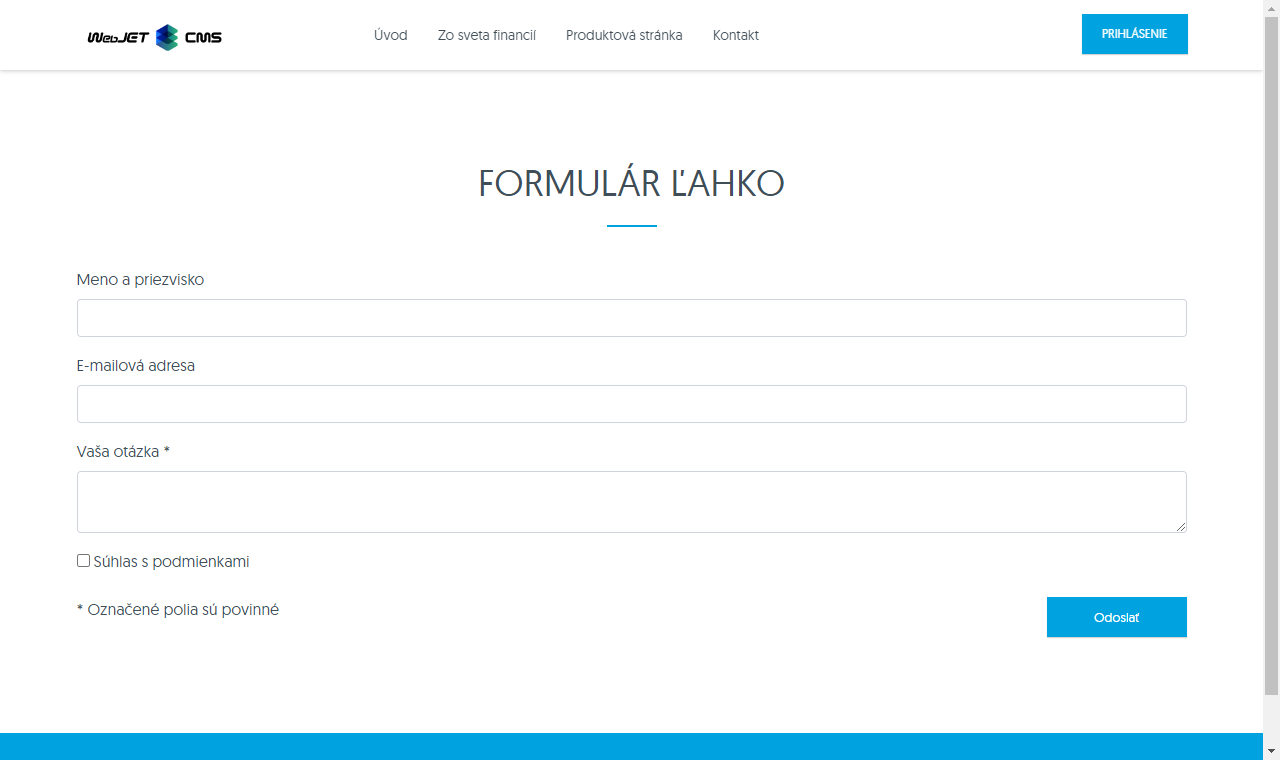 WebJET CMS
Úvod Zo sveta financií Produktová stránka Kontakt
PRIHLÁSENIE
FORMULÁR ĽAHKO
Meno a priezvisko
E-mailová adresa
Vaša otázka *
Súhlas s podmienkami
* Označené polia sú povinné
Odoslať